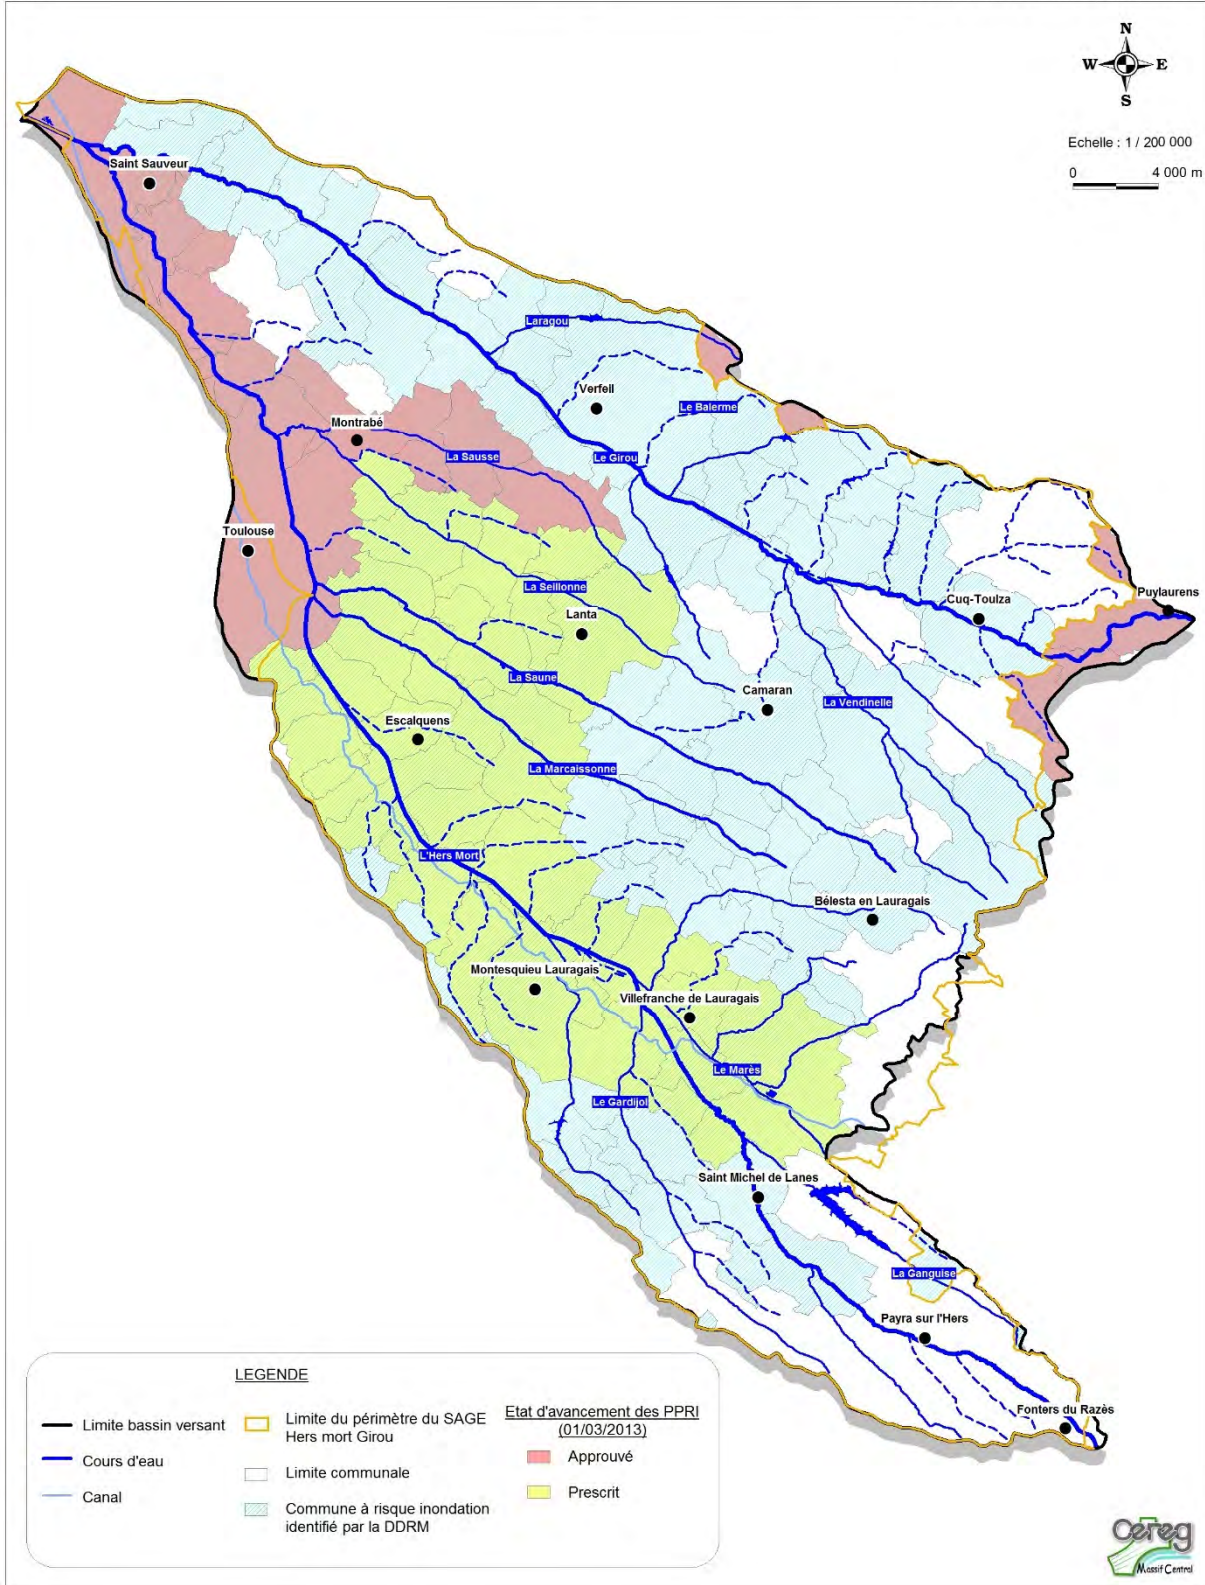 N
W E
S
Echelle : 1 / 200 000
0 4 000 m
Saint Sauveur
Laragou
Verfeil
Le Balerme
Montrabé
La Sausse
Le Girou
Toulouse
La Seillonne
Puylaurens
Cuq-Toulza
Lanta
La Saune
Camaran
La Vendinelle
Escalquens
La Marcaissonne
L'Hers Mort
Bélesta en Lauragais
Montesquieu Lauragais
Villefranche de Lauragais
Le Marès
Le Gardijol
Saint Michel de Lanes
La Ganguise
Payra sur l'Hers
Fonters du Razès
LEGENDE
Limite bassin versant
Cours d'eau
Canal
Limite du périmètre du SAGE
Hers mort Girou
Limite communale
Commune à risque inondation
identifié par la DDRM
Etat d'avancement des PPRI
(01/03/2013)
Approuvé
Prescrit
Cereg
Massif Central